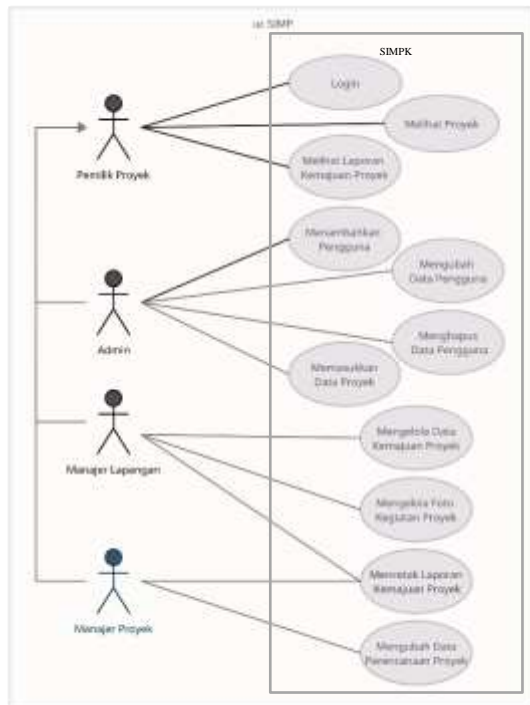 uc SIMP
SIMPK
Login
Melihat Proyek
Pemilik Proyek
Melihat Laporan
Kemajuan Proyek
Menambahkan
Pengguna
Mengubah
Data Pengguna
Admin
Menghapus
Data Pengguna
Memasukkan
Data Proyek
Manajer Lapangan
Mengelola Data
Kemajuan Proyek
Mengelola Foto
Kegiatan Proyek
Manajer Proyek
Mencetak Laporan
Kemajuan Proyek
Mengubah Data
Perencanaan Proyek